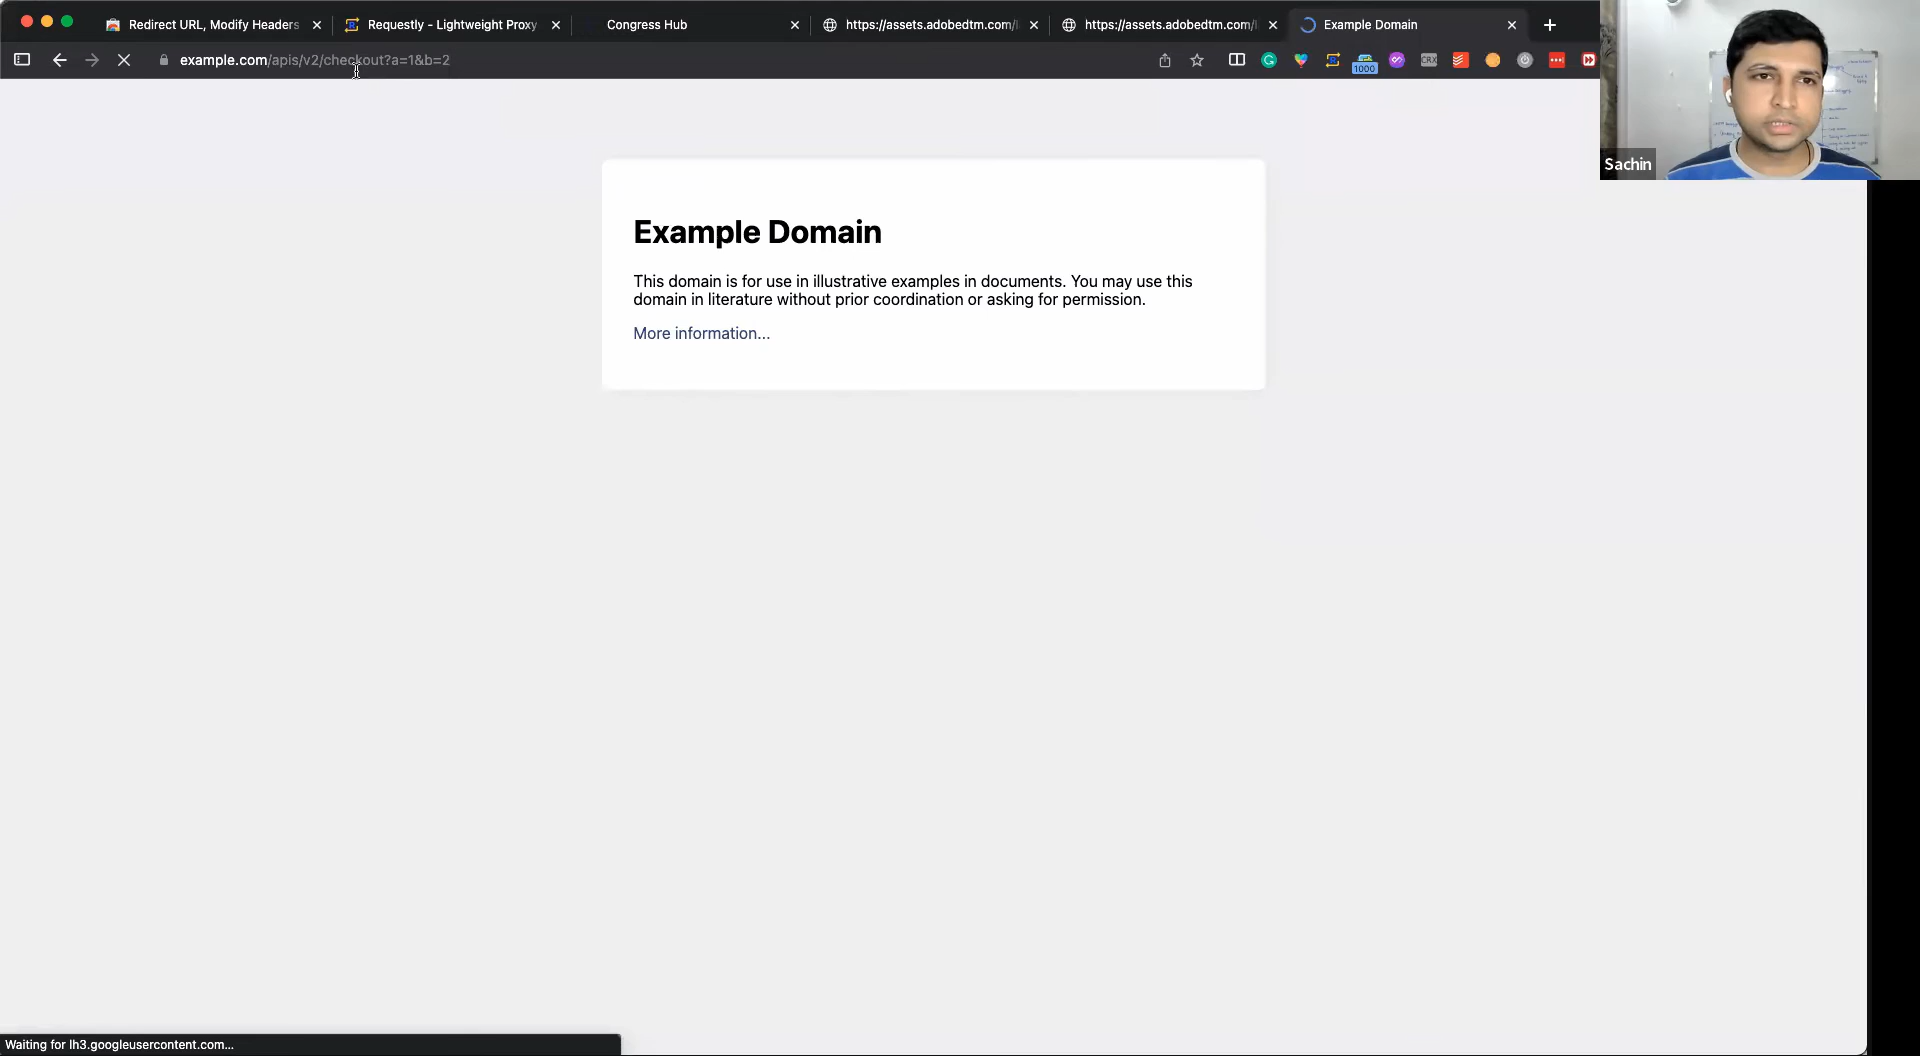 Redirect URL, Modify Headers
Requestly - Lightweight Proxy
Congress Hub
https://assets.adobedtm.com/l
https://assets.adobedtm.com/l
Example Domain
example.com/apis/v2/checkout?a=1&b=2
CRX
1000
Sachin
Example Domain
This domain is for use in illustrative examples in documents. You may use this
domain in literature without prior coordination or asking for permission.
More information...
Waiting for lh3.googleusercontent.com...